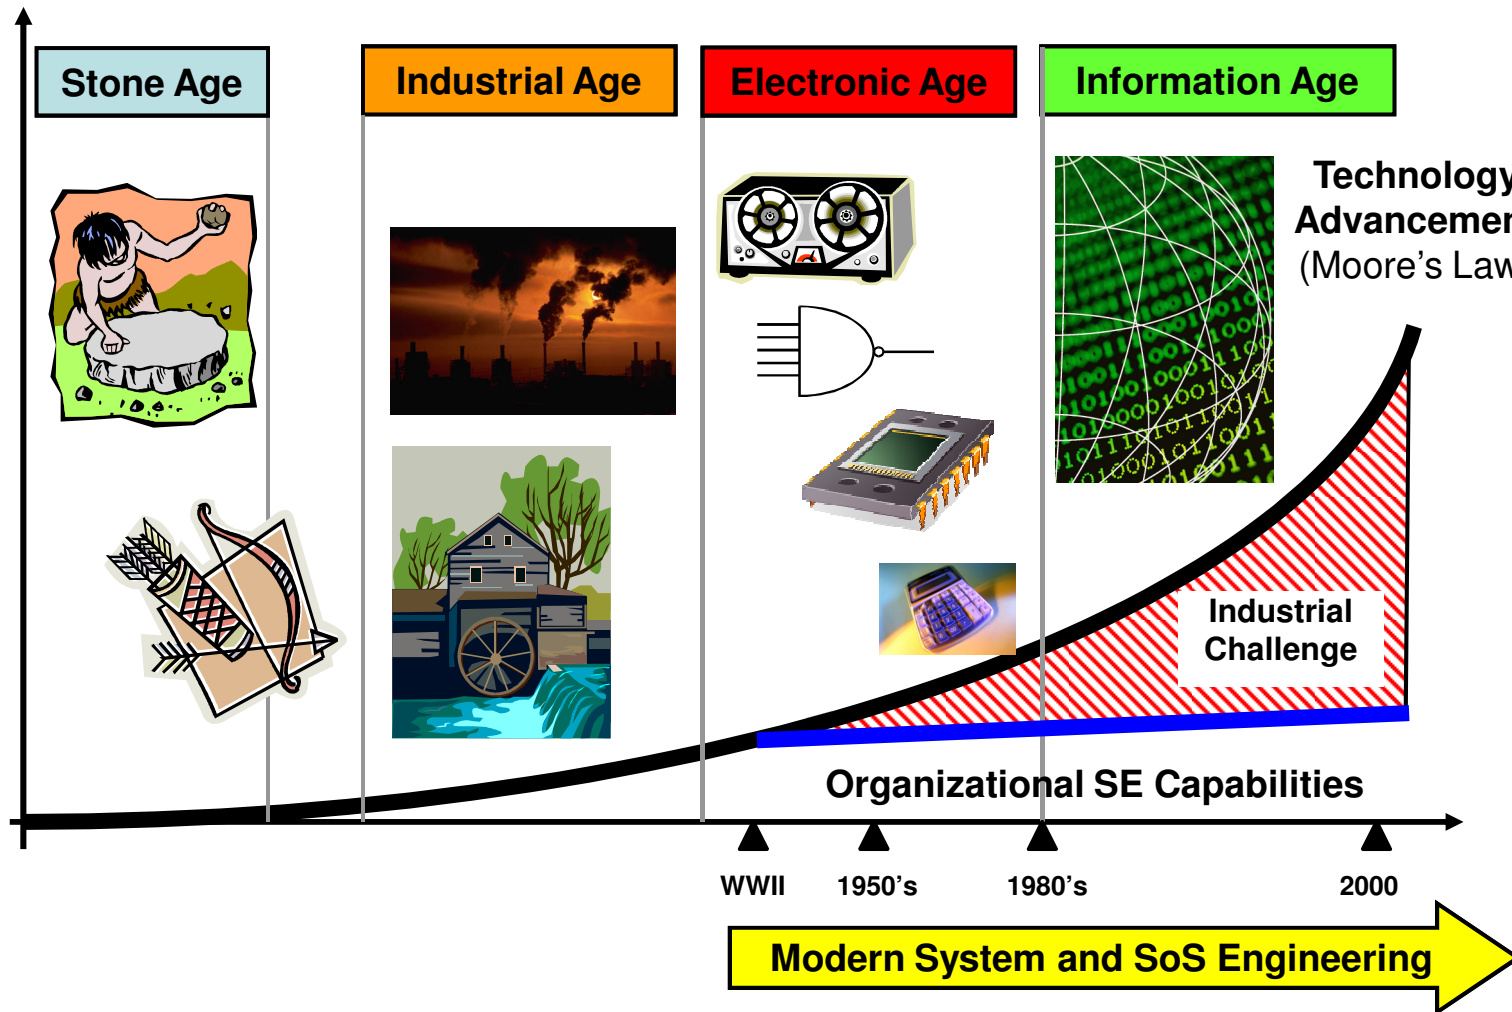 Stone Age
Industrial Age
Electronic Age
Information Age
Technology
Advancemen
(Moore's Law
Industrial
Challenge
Organizational SE Capabilities
WWII
1950's
1980's
2000
Modern System and SoS Engineering